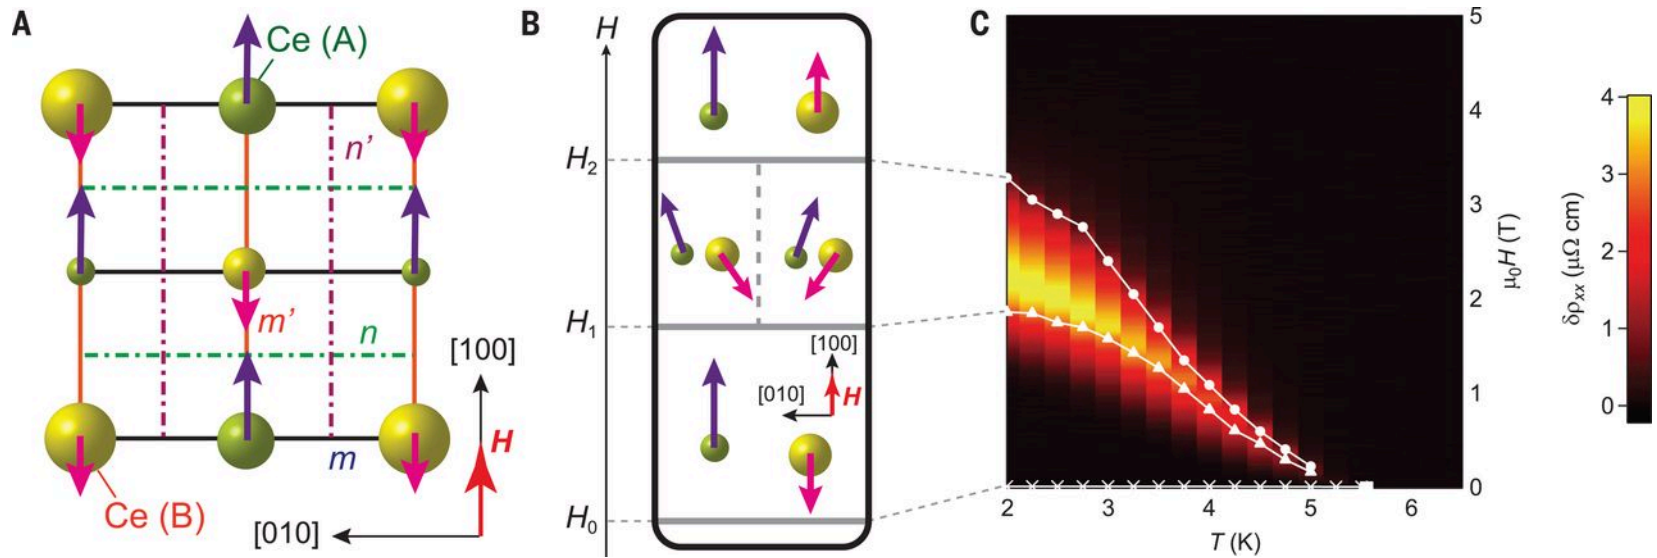 A
Ce (A)
n'
m'
n
[100]
H
m
Ce (B)
[010]
B
H
H₂
H₁
[100]
[010]
H
H₀
C
5
4
3
2
1
0
μ₀H (T)
2
3
4
5
6
T (K)
4
3
2
1
0
δρxx (μΩ cm)